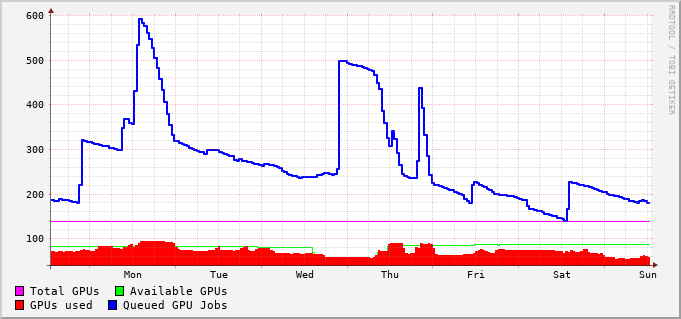 600
500
400
300
200
100
Mon Tue Wed Thu Fri Sat Sun
Total GPUs Available GPUs
GPUs used Queued GPU Jobs
RRDTOOL / TOBI OETIKER